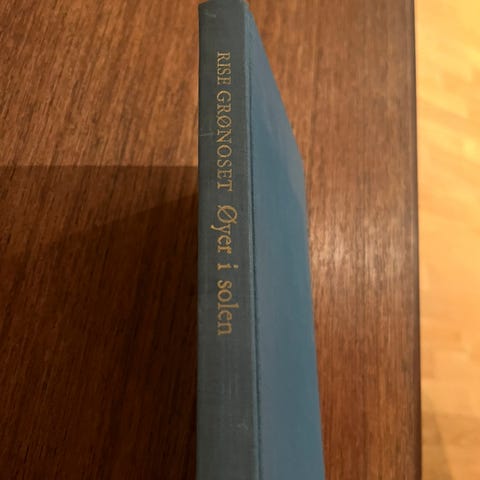 RISE GRØNOSET Øyer i solen